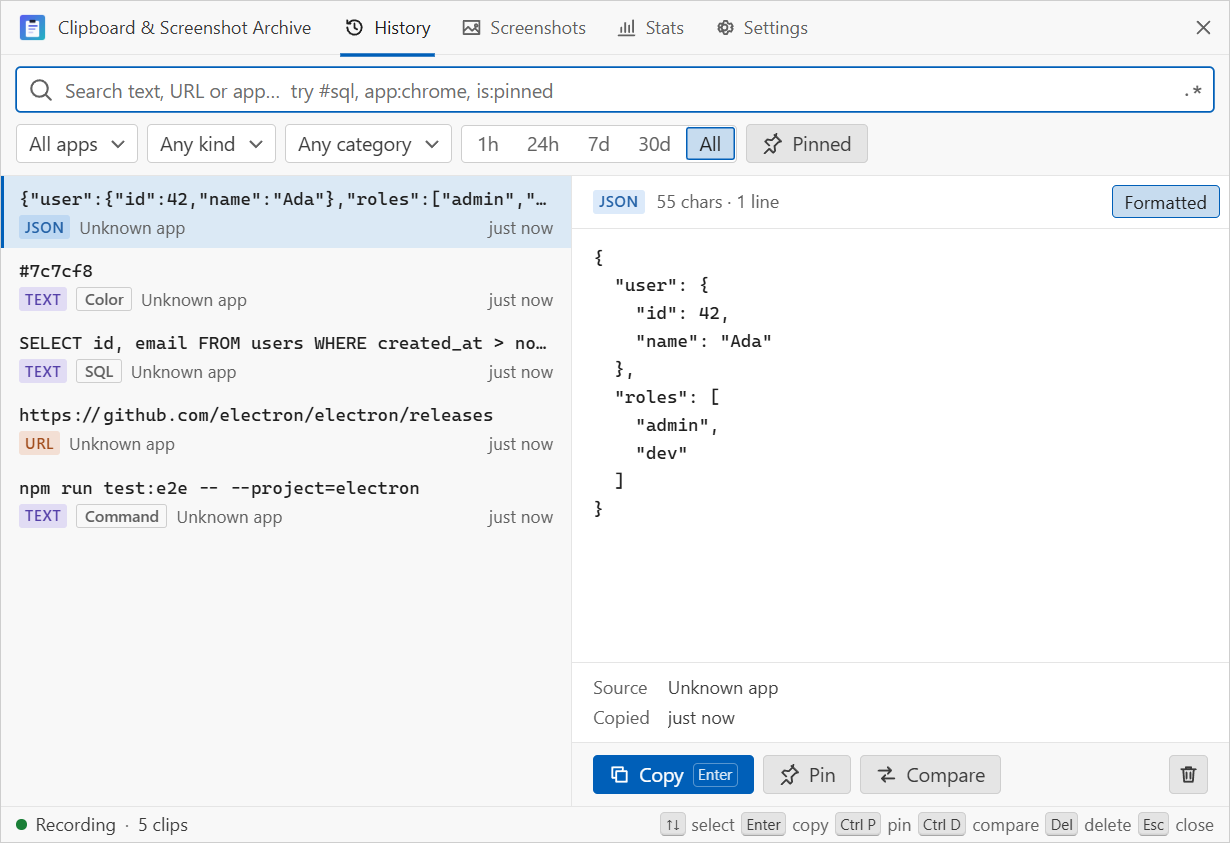 Clipboard & Screenshot Archive History Screenshots Stats Settings
Search text, URL or app... try #sql, app:chrome, is:pinned .*
All apps Any kind Any category 1h 24h 7d 30d All Pinned
{"user":{"id":42,"name":"Ada"},"roles":["admin","…
JSON Unknown app just now
#7c7cf8
TEXT Color Unknown app just now
SELECT id, email FROM users WHERE created_at > no…
TEXT SQL Unknown app just now
https://github.com/electron/electron/releases
URL Unknown app just now
npm run test:e2e -- --project=electron
TEXT Command Unknown app just now
JSON 55 chars · 1 line Formatted
{
  "user": {
    "id": 42,
    "name": "Ada"
  },
  "roles": [
    "admin",
    "dev"
  ]
}
Source Unknown app
Copied just now
Copy Enter Pin Compare
Recording · 5 clips ↑↓ select Enter copy Ctrl P pin Ctrl D compare Del delete Esc close